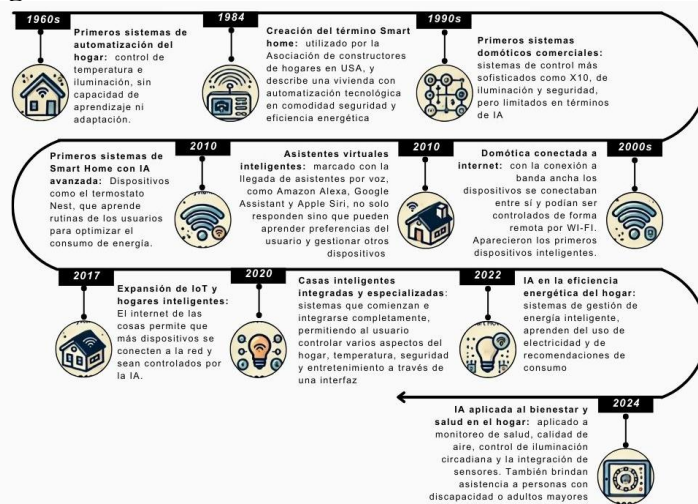 1960s
Primeros sistemas de
automatización del
hogar: control de
temperatura e
iluminación, sin
capacidad de
aprendizaje ni
adaptación.
1984
Creación del término Smart
home: utilizado por la
Asociación de constructores
de hogares en USA, y
describe una vivienda con
automatización tecnológica
en comodidad seguridad y
eficiencia energética
1990s
Primeros sistemas
domóticos comerciales:
sistemas de control más
sofisticados como X10, de
iluminación y seguridad,
pero limitados en términos
de IA
2000s
Domótica conectada a
internet: con la conexión a
banda ancha los
dispositivos se conectaban
entre sí y podían ser
controlados de forma
remota por WI-FI.
Aparecieron los primeros
dispositivos inteligentes.
2010
Asistentes virtuales
inteligentes: marcado con la
llegada de asistentes por voz,
como Amazon Alexa, Google
Assistant y Apple Siri, no solo
responden sino que pueden
aprender preferencias del
usuario y gestionar otros
dispositivos
2010
Primeros sistemas de
Smart Home con IA
avanzada: Dispositivos
como el termostato
Nest, que aprende
rutinas de los usuarios
para optimizar el
consumo de energía.
2017
Expansión de IoT y
hogares inteligentes:
El internet de las
cosas permite que
más dispositivos se
conecten a la red y
sean controlados por
la IA.
2020
Casas inteligentes
integradas y especializadas:
sistemas que comienzan e
integrarse completamente,
permitiendo al usuario
controlar varios aspectos del
hogar, temperatura, seguridad
y entretenimiento a través de
una interfaz
2022
IA en la eficiencia
energética del hogar:
sistemas de gestión de
energía inteligente,
aprenden del uso de
electricidad y de
recomendaciones de
consumo
2024
IA aplicada al bienestar y
salud en el hogar: aplicado a
monitoreo de salud, calidad de
aire, control de iluminación
circadiana y la integración de
sensores. También brindan
asistencia a personas con
discapacidad o adultos mayores